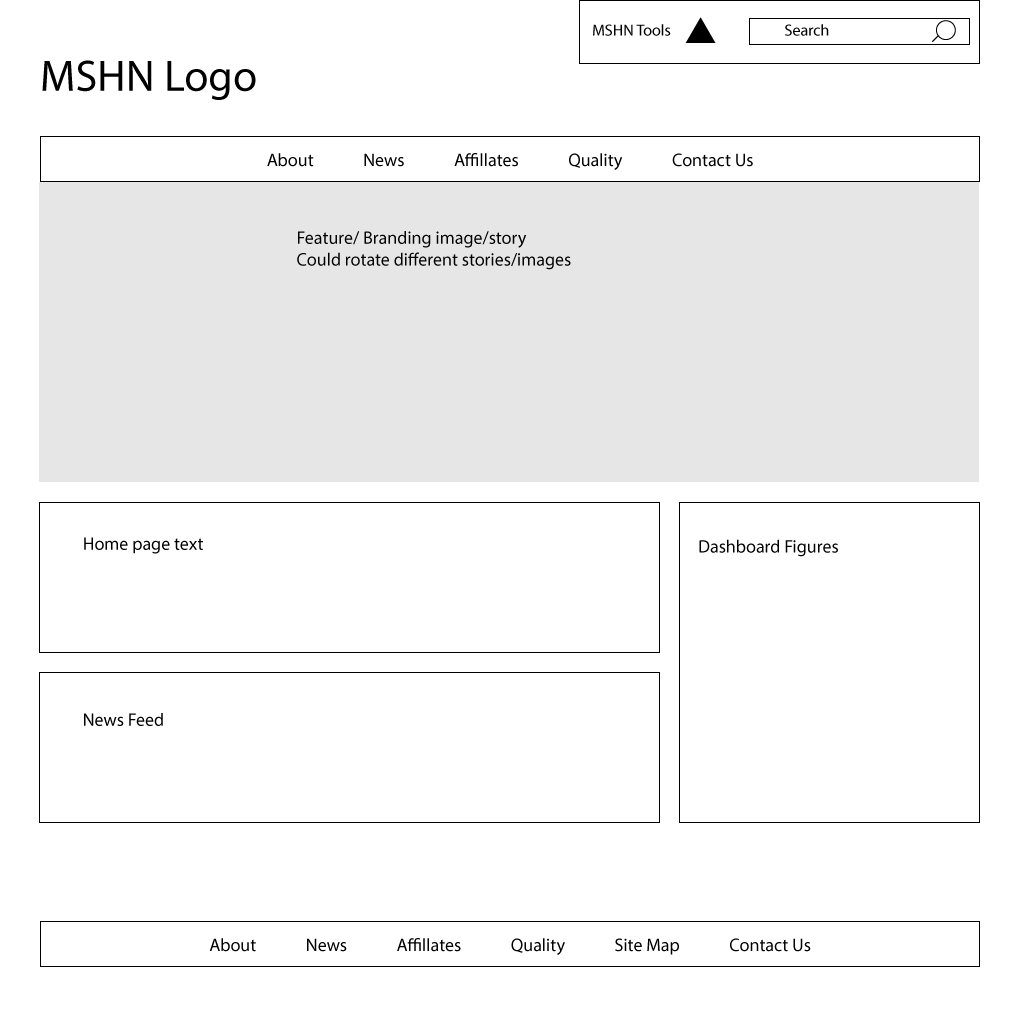 MSHN Tools Search
MSHN Logo
About News Affillates Quality Contact Us
Feature/ Branding image/story
Could rotate different stories/images
Home page text
Dashboard Figures
News Feed
About News Affillates Quality Site Map Contact Us